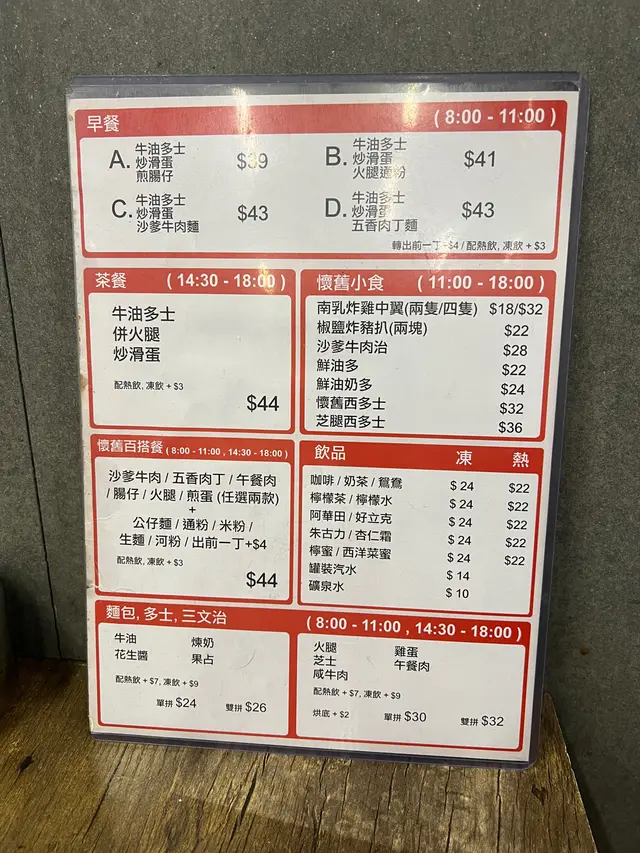 早餐 ( 8:00 - 11:00 )
A. 牛油多士
炒滑蛋
煎腸仔
$39
B. 牛油多士
炒滑蛋
火腿通粉
$41
C. 牛油多士
炒滑蛋
沙爹牛肉麵
$43
D. 牛油多士
炒滑蛋
五香肉丁麵
$43
轉出前一丁+$4 / 配熱飲, 凍飲 + $3
茶餐 ( 14:30 - 18:00 )
牛油多士
併火腿
炒滑蛋
配熱飲, 凍飲 + $3
$44
懷舊小食 ( 11:00 - 18:00 )
南乳炸雞中翼(兩隻/四隻) $18/$32
椒鹽炸豬扒(兩塊) $22
沙爹牛肉治 $28
鮮油多 $22
鮮油奶多 $24
懷舊西多士 $32
芝腿西多士 $36
懷舊百搭餐 ( 8:00 - 11:00 , 14:30 - 18:00 )
沙爹牛肉 / 五香肉丁 / 午餐肉
/ 腸仔 / 火腿 / 煎蛋 (任選兩款)
+
公仔麵 / 通粉 / 米粉 /
生麵 / 河粉 / 出前一丁+$4
配熱飲, 凍飲 + $3
$44
飲品 凍 熱
咖啡 / 奶茶 / 鴛鴦 $ 24 $22
檸檬茶 / 檸檬水 $ 24 $22
阿華田 / 好立克 $ 24 $22
朱古力 / 杏仁霜 $ 24 $22
檸蜜 / 西洋菜蜜 $ 24 $22
罐裝汽水 $ 14
礦泉水 $ 10
麵包, 多士, 三文治 ( 8:00 - 11:00 , 14:30 - 18:00 )
牛油 煉奶
花生醬 果占
配熱飲 + $7, 凍飲 + $9
單拼 $24 雙拼 $26
火腿 雞蛋
芝士 午餐肉
咸牛肉
配熱飲 + $7, 凍飲 + $9
烘底 + $2 單拼 $30 雙拼 $32